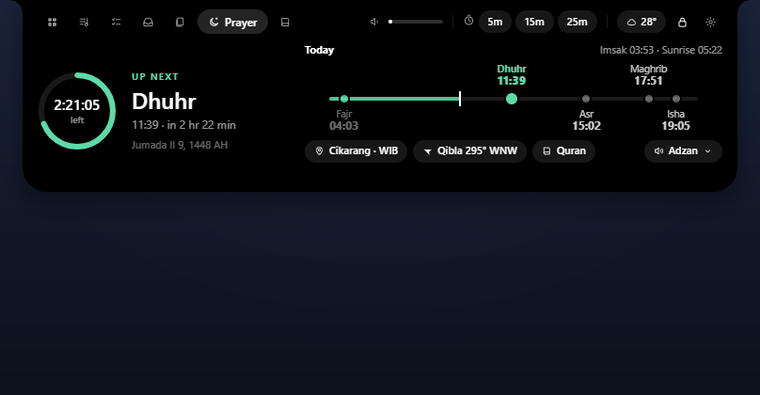 Prayer
5m
15m
25m
28°
Today
Imsak 03:53 · Sunrise 05:22
2:21:05
left
UP NEXT
Dhuhr
11:39 · in 2 hr 22 min
Jumada II 9, 1448 AH
Dhuhr
11:39
Maghrib
17:51
Fajr
04:03
Asr
15:02
Isha
19:05
Cikarang · WIB
Qibla 295° WNW
Quran
Adzan